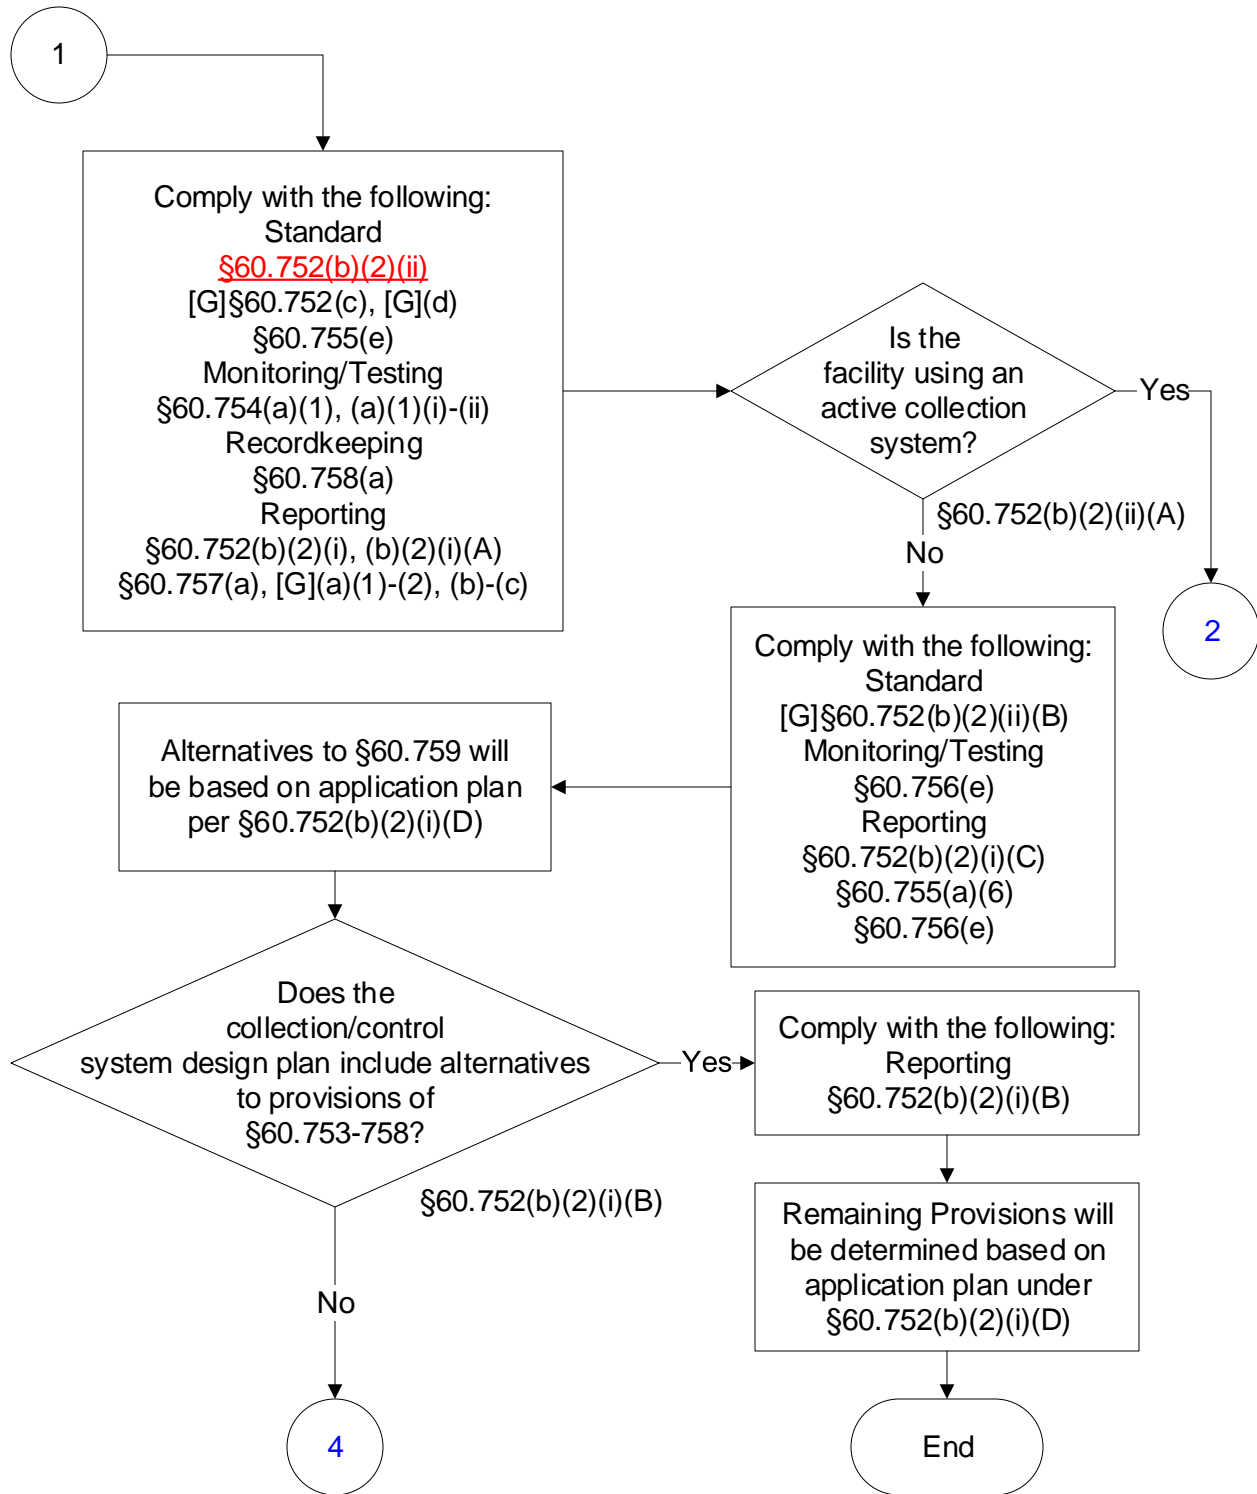 1
Comply with the following:
Standard
§60.752(b)(2)(ii)
[G]§60.752(c), [G](d)
§60.755(e)
Monitoring/Testing
§60.754(a)(1), (a)(1)(i)-(ii)
Recordkeeping
§60.758(a)
Reporting
§60.752(b)(2)(i), (b)(2)(i)(A)
§60.757(a), [G](a)(1)-(2), (b)-(c)
Is the
facility using an
active collection
system?
Yes
§60.752(b)(2)(ii)(A)
No
2
Comply with the following:
Standard
[G]§60.752(b)(2)(ii)(B)
Monitoring/Testing
§60.756(e)
Reporting
§60.752(b)(2)(i)(C)
§60.755(a)(6)
§60.756(e)
Alternatives to §60.759 will
be based on application plan
per §60.752(b)(2)(i)(D)
Does the
collection/control
system design plan include alternatives
to provisions of
§60.753-758?
Yes
§60.752(b)(2)(i)(B)
No
4
Comply with the following:
Reporting
§60.752(b)(2)(i)(B)
Remaining Provisions will
be determined based on
application plan under
§60.752(b)(2)(i)(D)
End